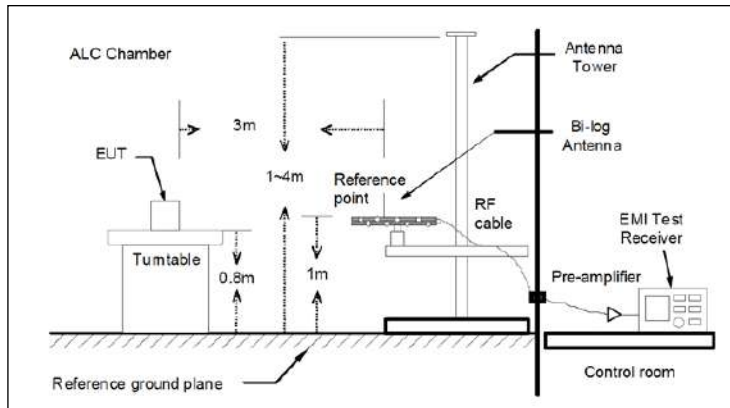 ALC Chamber
Antenna
Tower
3m
Bi-log
Antenna
EUT
1~4m
Reference
point
RF
cable
EMI Test
Receiver
Turntable
0.8m
1m
Pre-amplifier
Reference ground plane
Control room